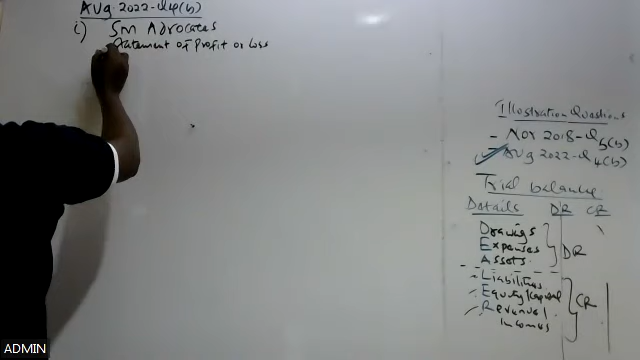 Aug 2022-Q4(b)
i) SM Advocates
Statement of Profit or Loss
Illustration Questions
- Nov 2018-Q5(b)
- Aug 2022-Q4(b)
Trial balance
Details DR CR
Drawings
Expenses DR
Assets
Liabilities
Equity/Capital CR
Revenue/
Incomes
ADMIN